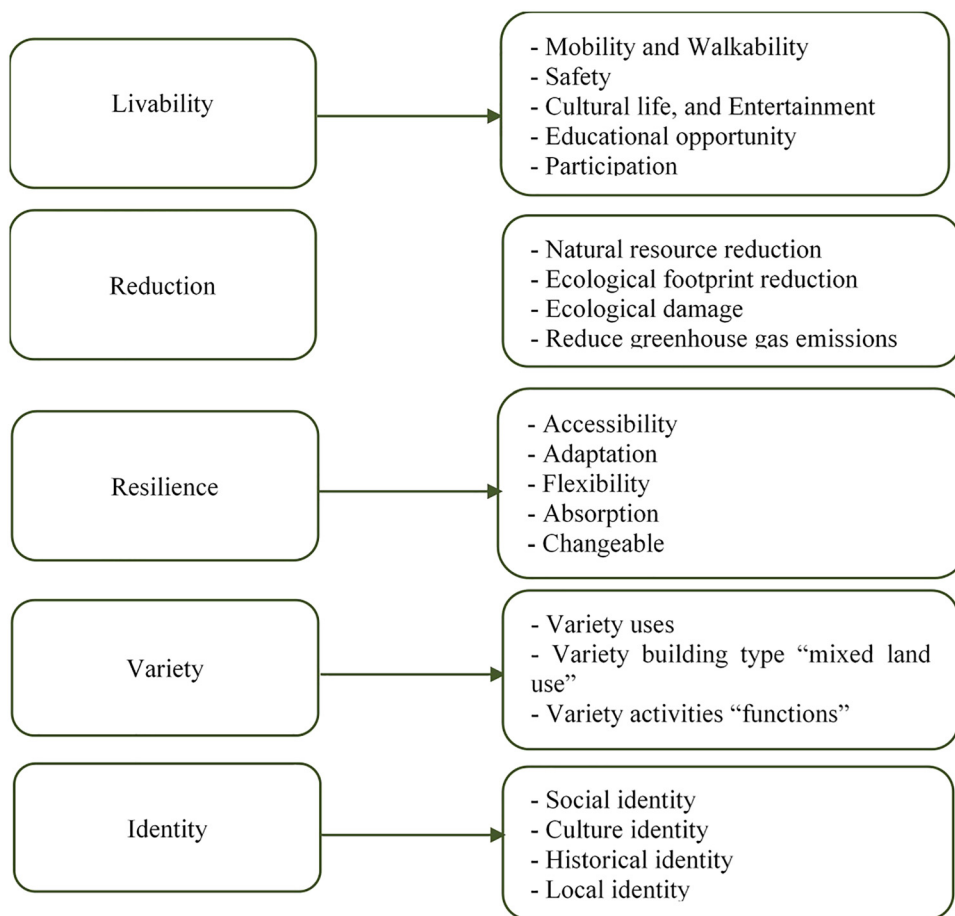 Livability
- Mobility and Walkability
- Safety
- Cultural life, and Entertainment
- Educational opportunity
- Participation
Reduction
- Natural resource reduction
- Ecological footprint reduction
- Ecological damage
- Reduce greenhouse gas emissions
Resilience
- Accessibility
- Adaptation
- Flexibility
- Absorption
- Changeable
Variety
- Variety uses
- Variety building type “mixed land
use”
- Variety activities “functions”
Identity
- Social identity
- Culture identity
- Historical identity
- Local identity